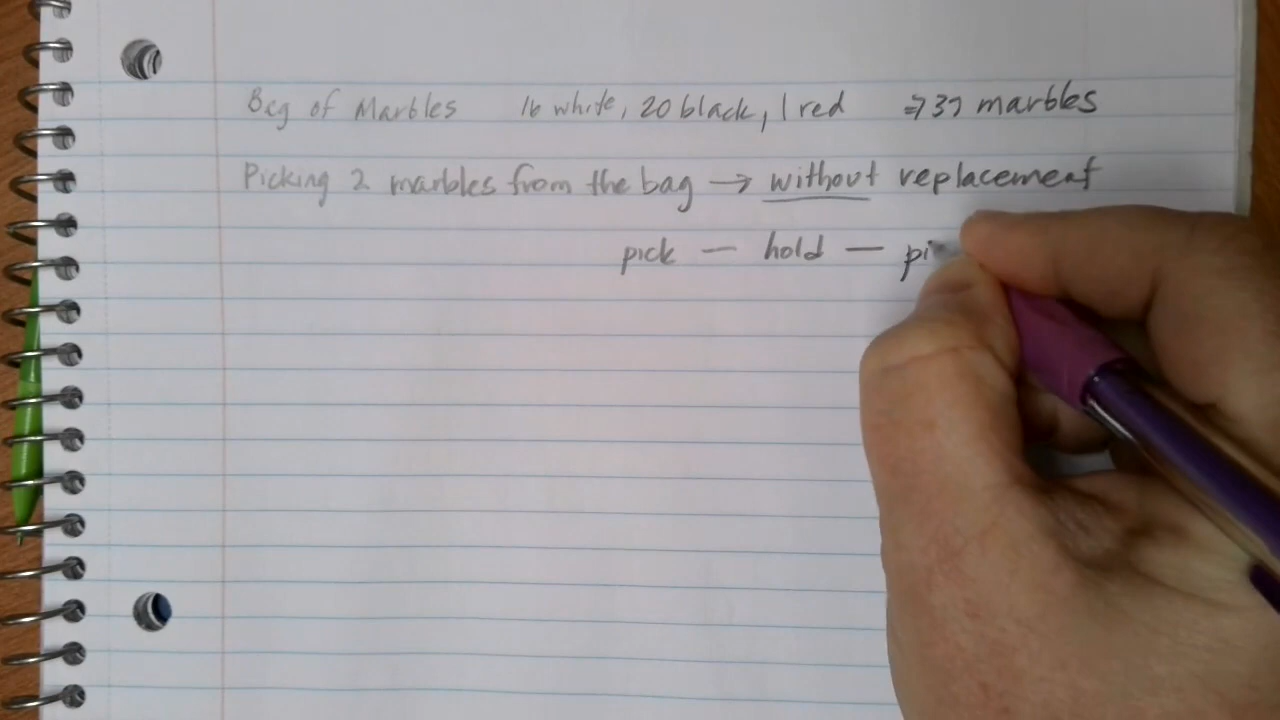 Bag of Marbles 16 white, 20 black, 1 red => 37 marbles
Picking 2 marbles from the bag → without replacement
pick — hold — pi